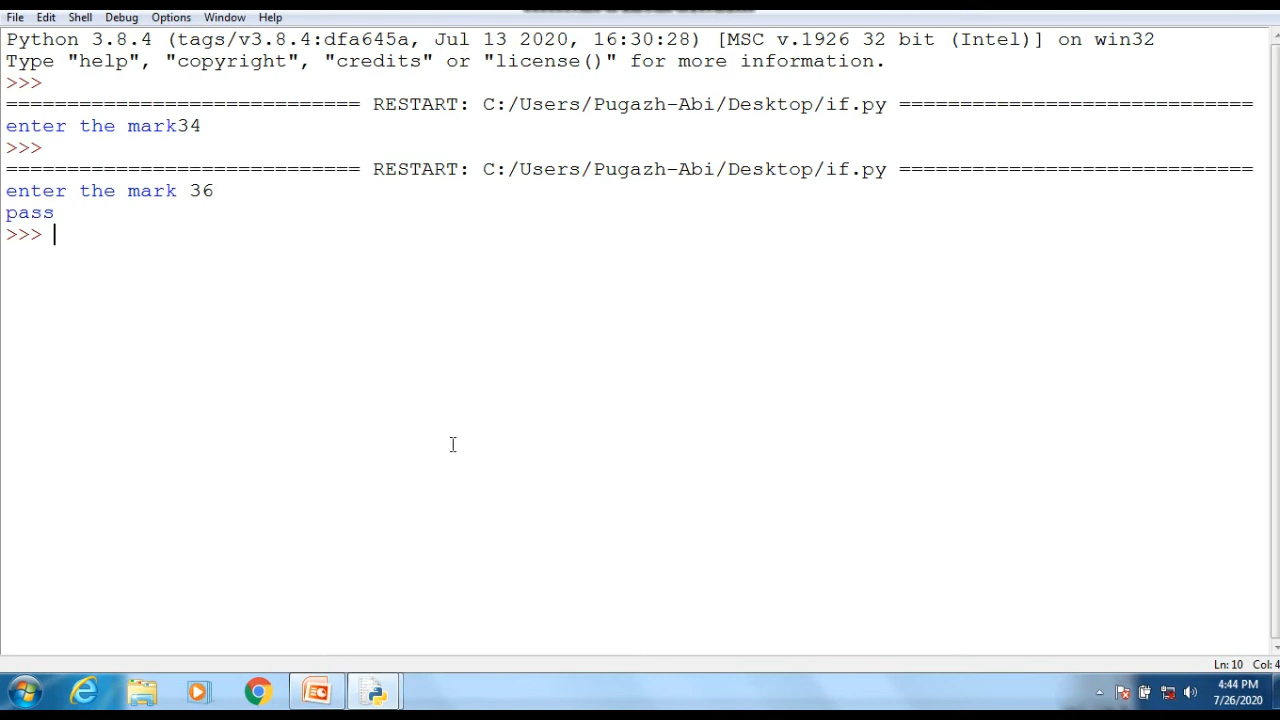 File Edit Shell Debug Options Window Help
Python 3.8.4 (tags/v3.8.4:dfa645a, Jul 13 2020, 16:30:28) [MSC v.1926 32 bit (Intel)] on win32
Type "help", "copyright", "credits" or "license()" for more information.
>>>
============================= RESTART: C:/Users/Pugazh-Abi/Desktop/if.py =============================
enter the mark34
>>>
============================= RESTART: C:/Users/Pugazh-Abi/Desktop/if.py =============================
enter the mark 36
pass
>>>
Ln: 10 Col: 4
4:44 PM
7/26/2020